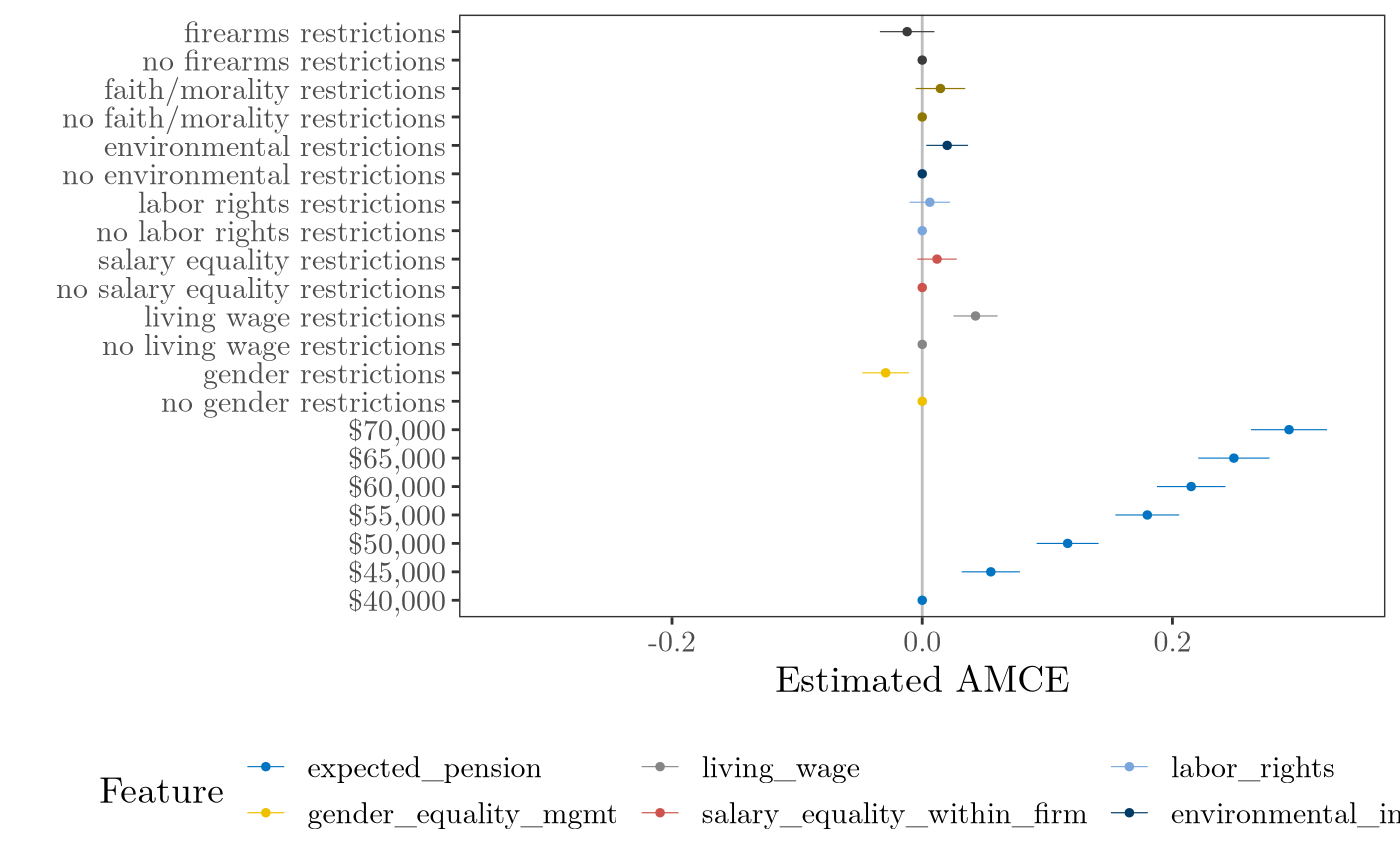 firearms restrictions
no firearms restrictions
faith/morality restrictions
no faith/morality restrictions
environmental restrictions
no environmental restrictions
labor rights restrictions
no labor rights restrictions
salary equality restrictions
no salary equality restrictions
living wage restrictions
no living wage restrictions
gender restrictions
no gender restrictions
$70,000
$65,000
$60,000
$55,000
$50,000
$45,000
$40,000
-0.2 0.0 0.2
Estimated AMCE
Feature
expected_pension living_wage labor_rights
gender_equality_mgmt salary_equality_within_firm environmental_in